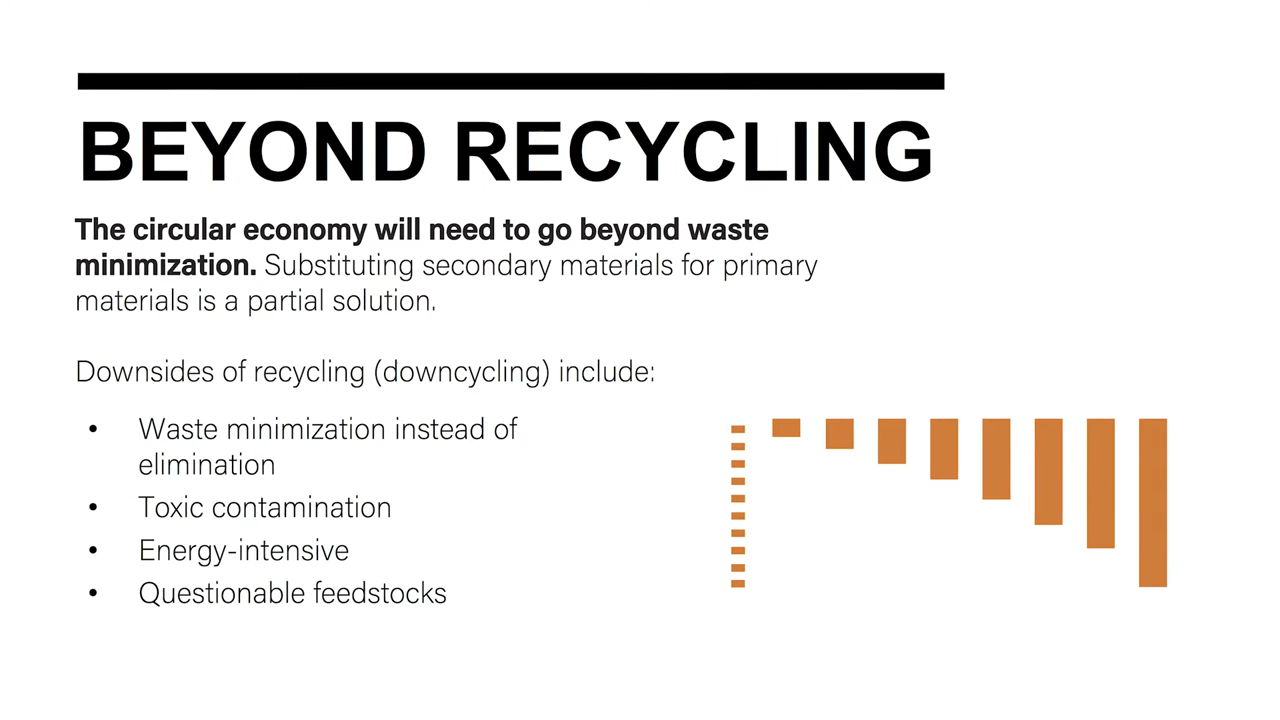 BEYOND RECYCLING
The circular economy will need to go beyond waste
minimization. Substituting secondary materials for primary
materials is a partial solution.
Downsides of recycling (downcycling) include:
• Waste minimization instead of
elimination
• Toxic contamination
• Energy-intensive
• Questionable feedstocks